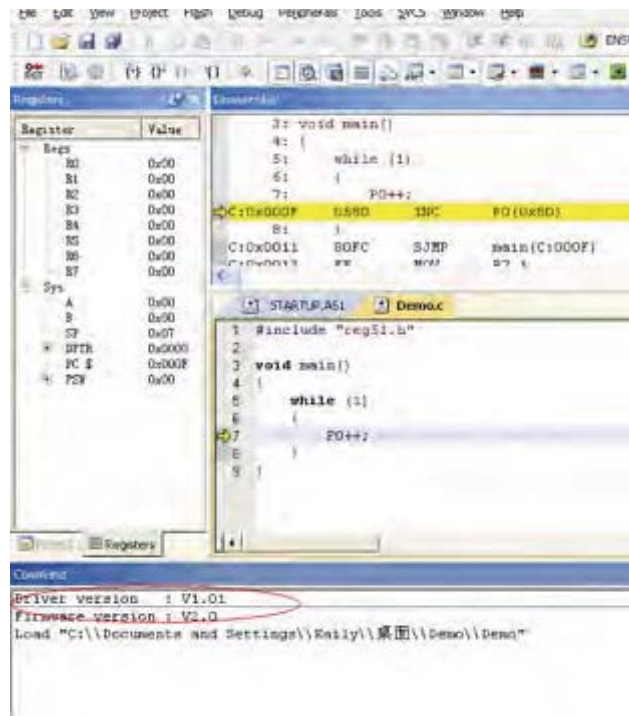 File Edit View Project Flash Debug Peripherals Tools SVCS Window Help
Registers
Register Value
Regs
R0 0x00
R1 0x00
R2 0x00
R3 0x00
R4 0x00
R5 0x00
R6 0x00
R7 0x00
Sys
A 0x00
B 0x00
SP 0x07
DPTR 0x0000
PC $ 0x000F
PSW 0x00
Registers
3: void main()
4: {
5: while (1)
6: {
7: P0++;
C:0x000F 0580 INC P0(0x80)
8: }
C:0x0011 80FC SJMP main(C:000F)
C:0x0013
STARTUP.A51 Demo.c
1 #include "reg51.h"
2
3 void main()
4 {
5 while (1)
6 {
7 P0++;
8 }
9 }
Command
Driver version : V1.01
Firmware version : V2.0
Load "C:\\Documents and Settings\\Kaily\\桌面\\Demo\\Demo"